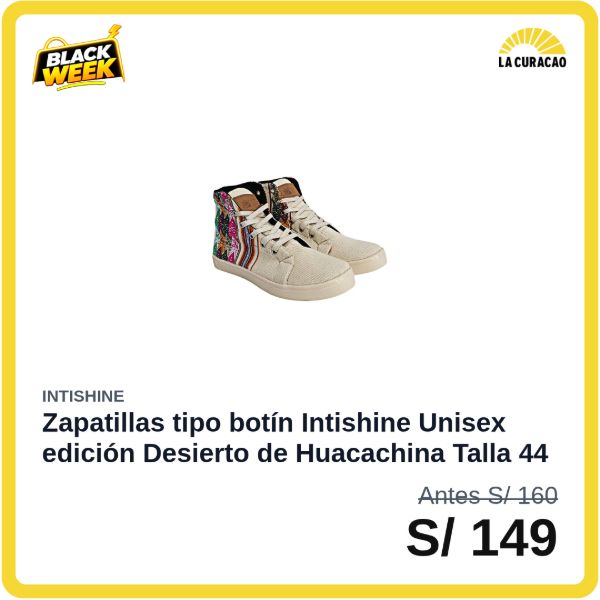 BLACK
WEEK
LA CURACAO
INTISHINE
Zapatillas tipo botín Intishine Unisex
edición Desierto de Huacachina Talla 44
Antes S/ 160
S/ 149